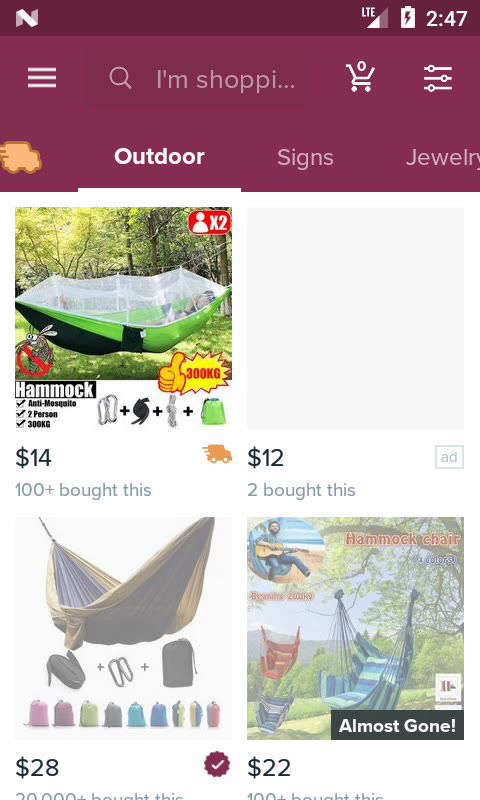 LTE 2:47
I'm shoppi... 0
Outdoor Signs Jewelry
X2
300KG
Hammock
Anti-Mosquito
2 Person
300KG
$14
100+ bought this
$12 ad
2 bought this
Hammock chair
(4 colors)
Bearing 200kg
Almost Gone!
$28
20,000+ bought this
$22
100+ bought this